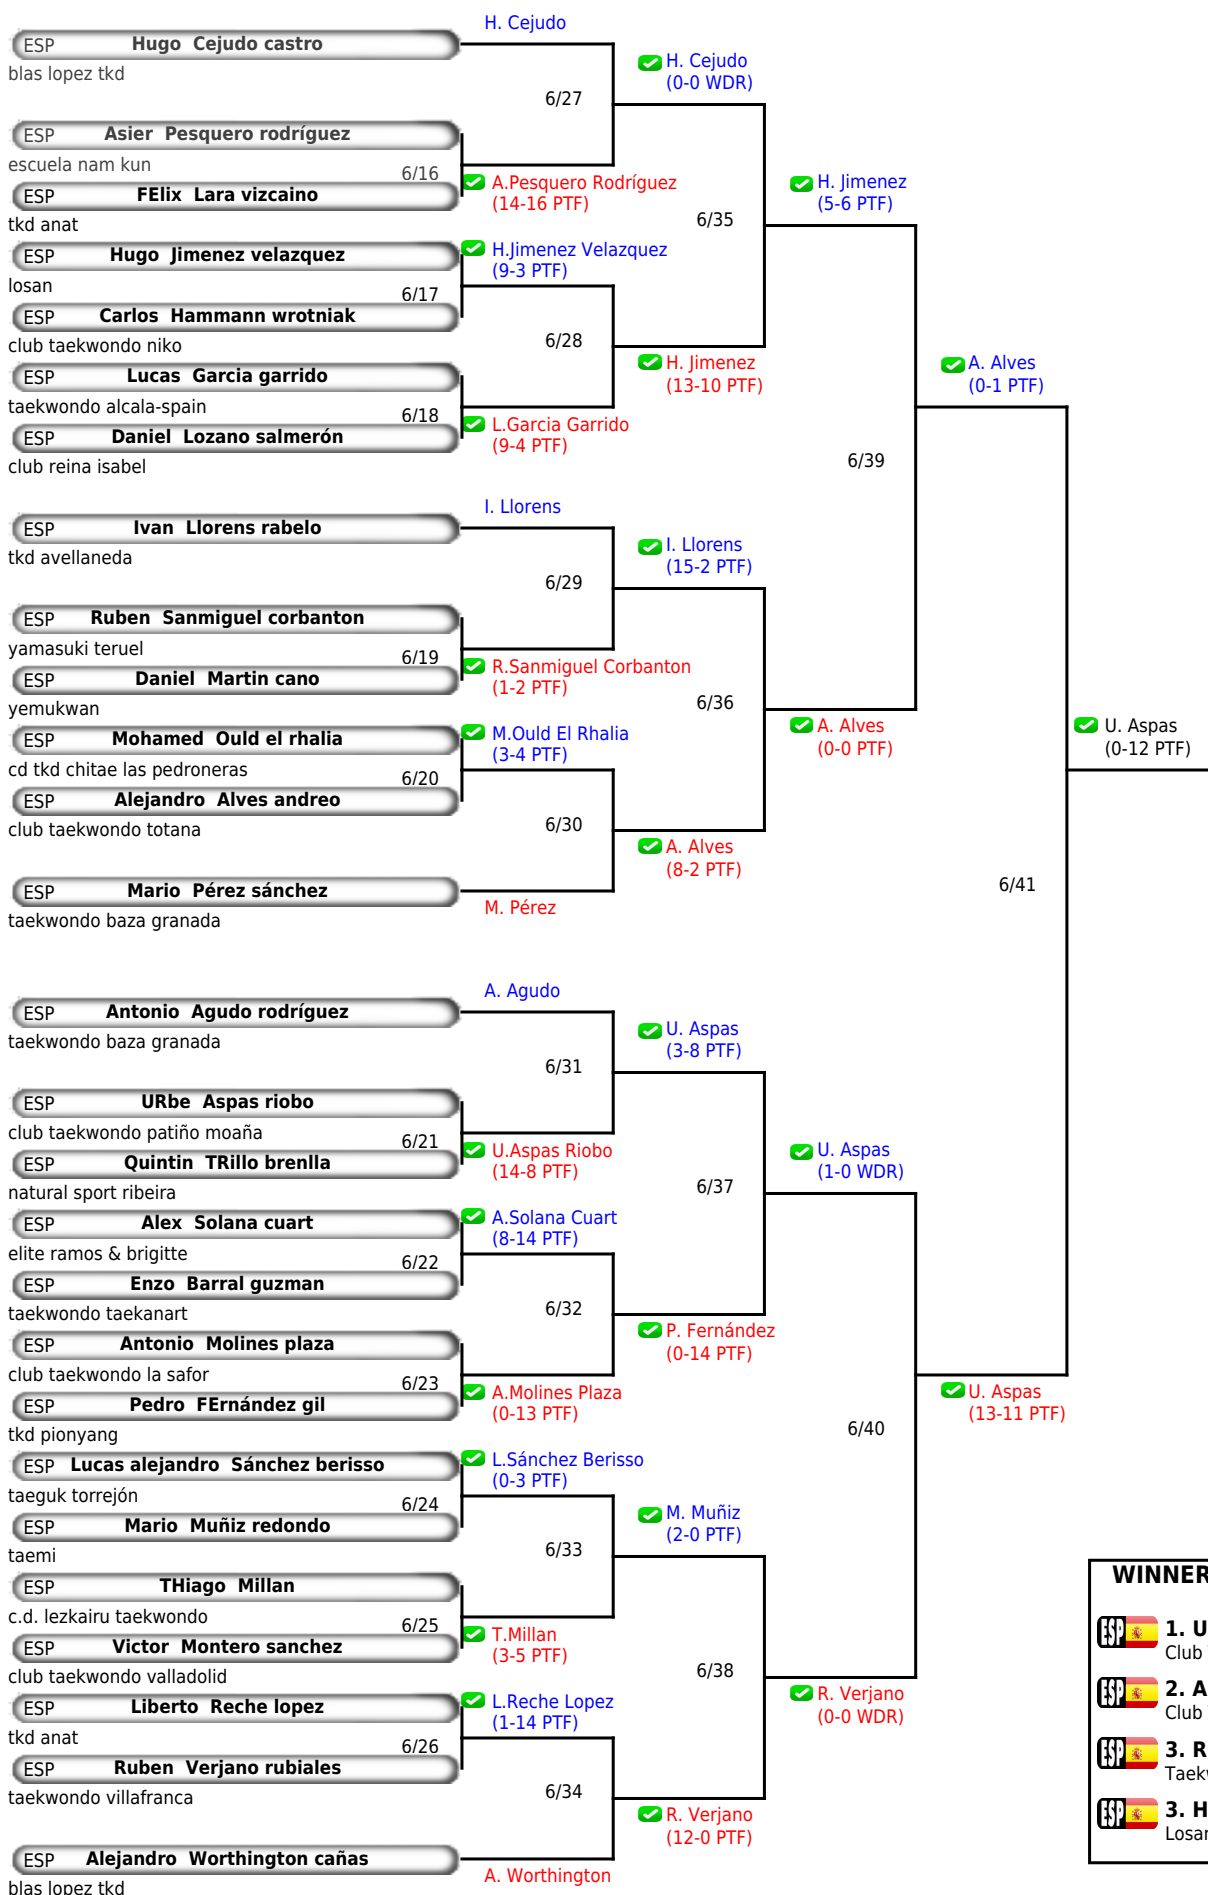 H. Cejudo
ESP Hugo Cejudo castro
blas lopez tkd
H. Cejudo
(0-0 WDR)
6/27
ESP Asier Pesquero rodríguez
escuela nam kun
6/16
A.Pesquero Rodríguez
(14-16 PTF)
ESP FElix Lara vizcaino
tkd anat
H. Jimenez
(5-6 PTF)
6/35
ESP Hugo Jimenez velazquez
losan
H.Jimenez Velazquez
(9-3 PTF)
6/17
ESP Carlos Hammann wrotniak
club taekwondo niko
6/28
H. Jimenez
(13-10 PTF)
ESP Lucas Garcia garrido
taekwondo alcala-spain
6/18
L.Garcia Garrido
(9-4 PTF)
ESP Daniel Lozano salmerón
club reina isabel
A. Alves
(0-1 PTF)
6/39
I. Llorens
ESP Ivan Llorens rabelo
tkd avellaneda
I. Llorens
(15-2 PTF)
6/29
ESP Ruben Sanmiguel corbanton
yamasuki teruel
6/19
R.Sanmiguel Corbanton
(1-2 PTF)
ESP Daniel Martin cano
yemukwan
6/36
ESP Mohamed Ould el rhalia
cd tkd chitae las pedroneras
M.Ould El Rhalia
(3-4 PTF)
A. Alves
(0-0 PTF)
U. Aspas
(0-12 PTF)
6/20
ESP Alejandro Alves andreo
club taekwondo totana
6/30
A. Alves
(8-2 PTF)
ESP Mario Pérez sánchez
taekwondo baza granada
M. Pérez
6/41
A. Agudo
ESP Antonio Agudo rodríguez
taekwondo baza granada
U. Aspas
(3-8 PTF)
6/31
ESP URbe Aspas riobo
club taekwondo patiño moaña
6/21
U.Aspas Riobo
(14-8 PTF)
ESP Quintin TRillo brenlla
natural sport ribeira
U. Aspas
(1-0 WDR)
6/37
ESP Alex Solana cuart
elite ramos & brigitte
A.Solana Cuart
(8-14 PTF)
6/22
ESP Enzo Barral guzman
taekwondo taekanart
6/32
P. Fernández
(0-14 PTF)
ESP Antonio Molines plaza
club taekwondo la safor
6/23
A.Molines Plaza
(0-13 PTF)
ESP Pedro FErnández gil
tkd pionyang
U. Aspas
(13-11 PTF)
6/40
ESP Lucas alejandro Sánchez berisso
taeguk torrejón
L.Sánchez Berisso
(0-3 PTF)
6/24
ESP Mario Muñiz redondo
taemi
M. Muñiz
(2-0 PTF)
6/33
ESP THiago Millan
c.d. lezkairu taekwondo
6/25
T.Millan
(3-5 PTF)
ESP Victor Montero sanchez
club taekwondo valladolid
6/38
ESP Liberto Reche lopez
tkd anat
L.Reche Lopez
(1-14 PTF)
R. Verjano
(0-0 WDR)
6/26
ESP Ruben Verjano rubiales
taekwondo villafranca
6/34
R. Verjano
(12-0 PTF)
ESP Alejandro Worthington cañas
blas lopez tkd
A. Worthington
WINNER
ESP 1. U
Club
ESP 2. A
Club
ESP 3. R
Taekw
ESP 3. H
Losan